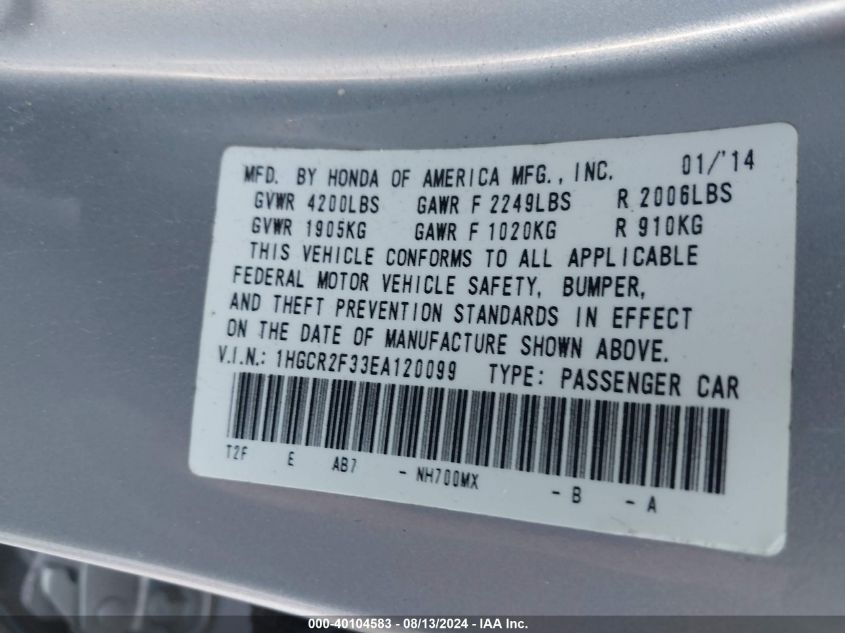 MFD. BY HONDA OF AMERICA MFG., INC. 01/'14
GVWR 4200LBS GAWR F 2249LBS R 2006LBS
GVWR 1905KG GAWR F 1020KG R 910KG
THIS VEHICLE CONFORMS TO ALL APPLICABLE
FEDERAL MOTOR VEHICLE SAFETY, BUMPER,
AND THEFT PREVENTION STANDARDS IN EFFECT
ON THE DATE OF MANUFACTURE SHOWN ABOVE.
V.I.N.: 1HGCR2F33EA120099 TYPE: PASSENGER CAR
T2F E AB7 - NH700MX - B - A
000-40104583 - 08/13/2024 - IAA Inc.